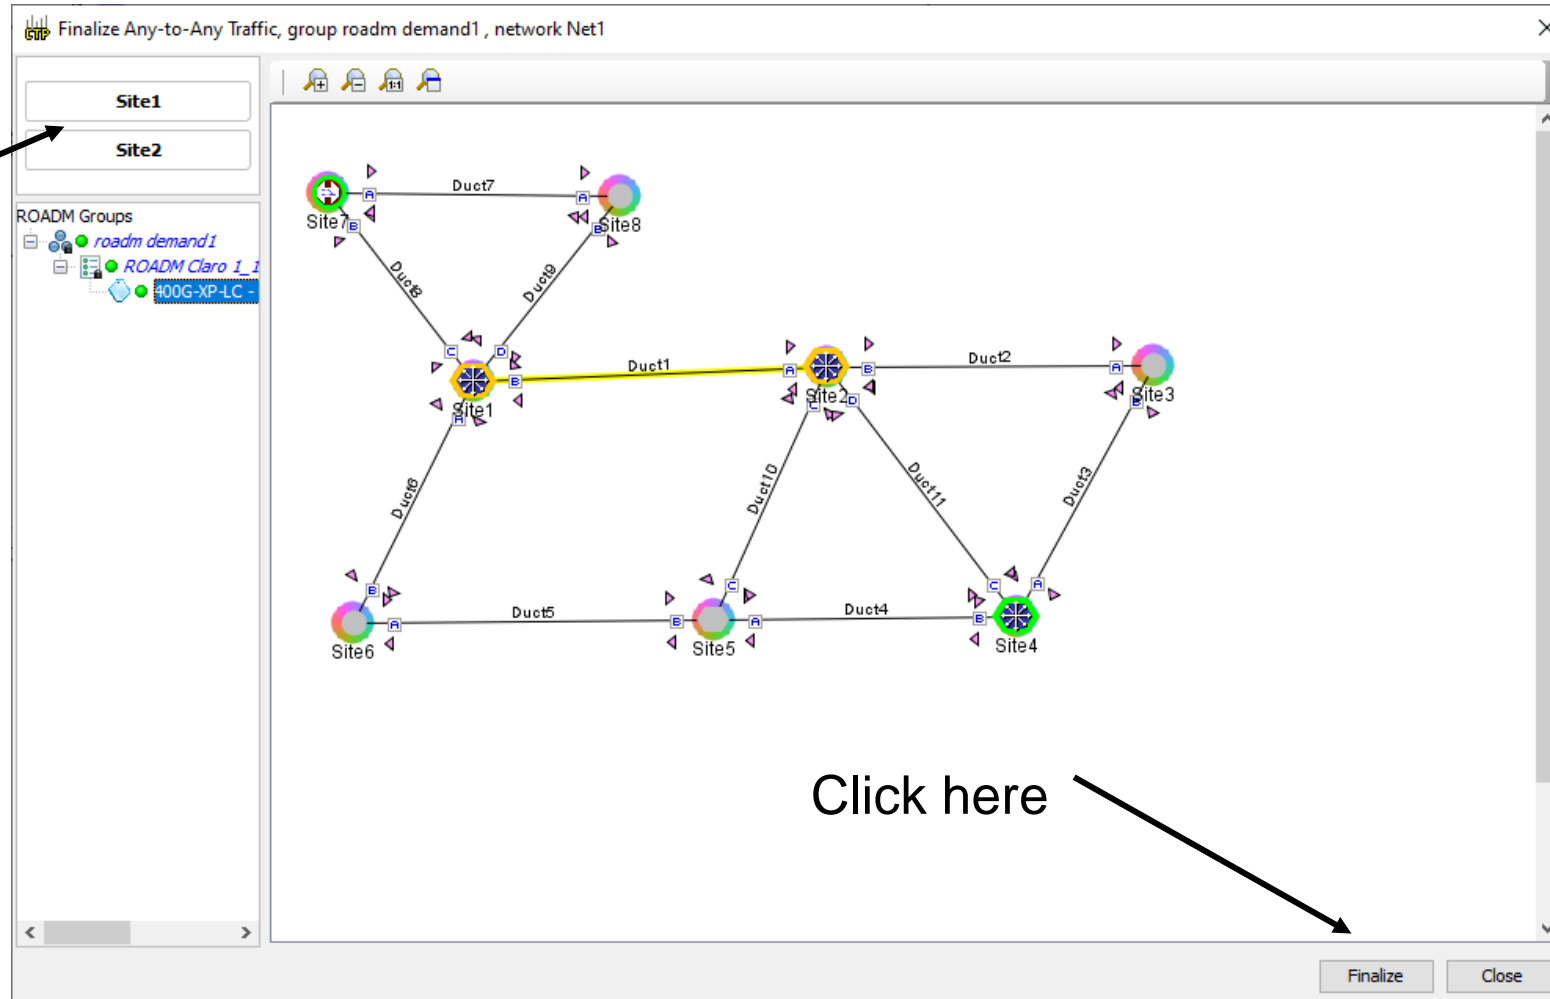 Finalize Any-to-Any Traffic, group roadm demand1 , network Net1
Site1
Site2
ROADM Groups
roadm demand1
ROADM Claro 1_1
400G-XP-LC -
1:1
A Duct7 A
Site7 B
B Site8
Duct8
Duct9
C D
Site1 B Duct1 A Site2 B Duct2 A Site3
A
C D
B
Duct6
Duct10
Duct11
Duct3
B C C A
Site6 A Duct5 B Site5 A Duct4 B Site4
Click here
Finalize Close